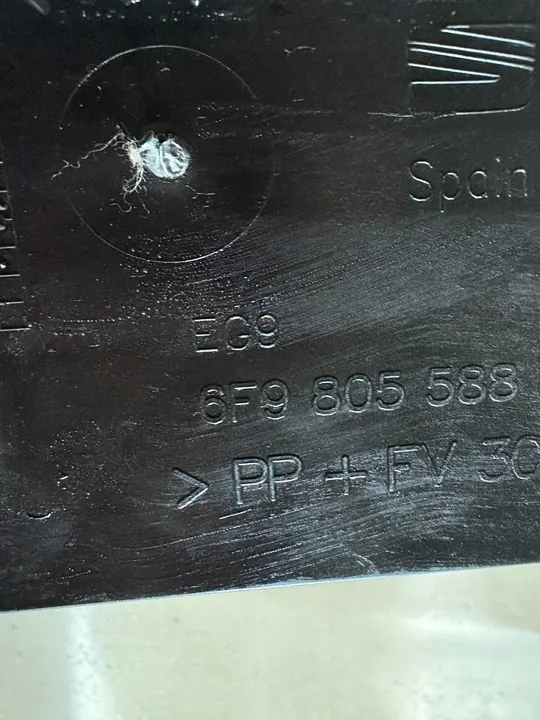 Spain
EG9
6F9 805 588
> PP + FV 30